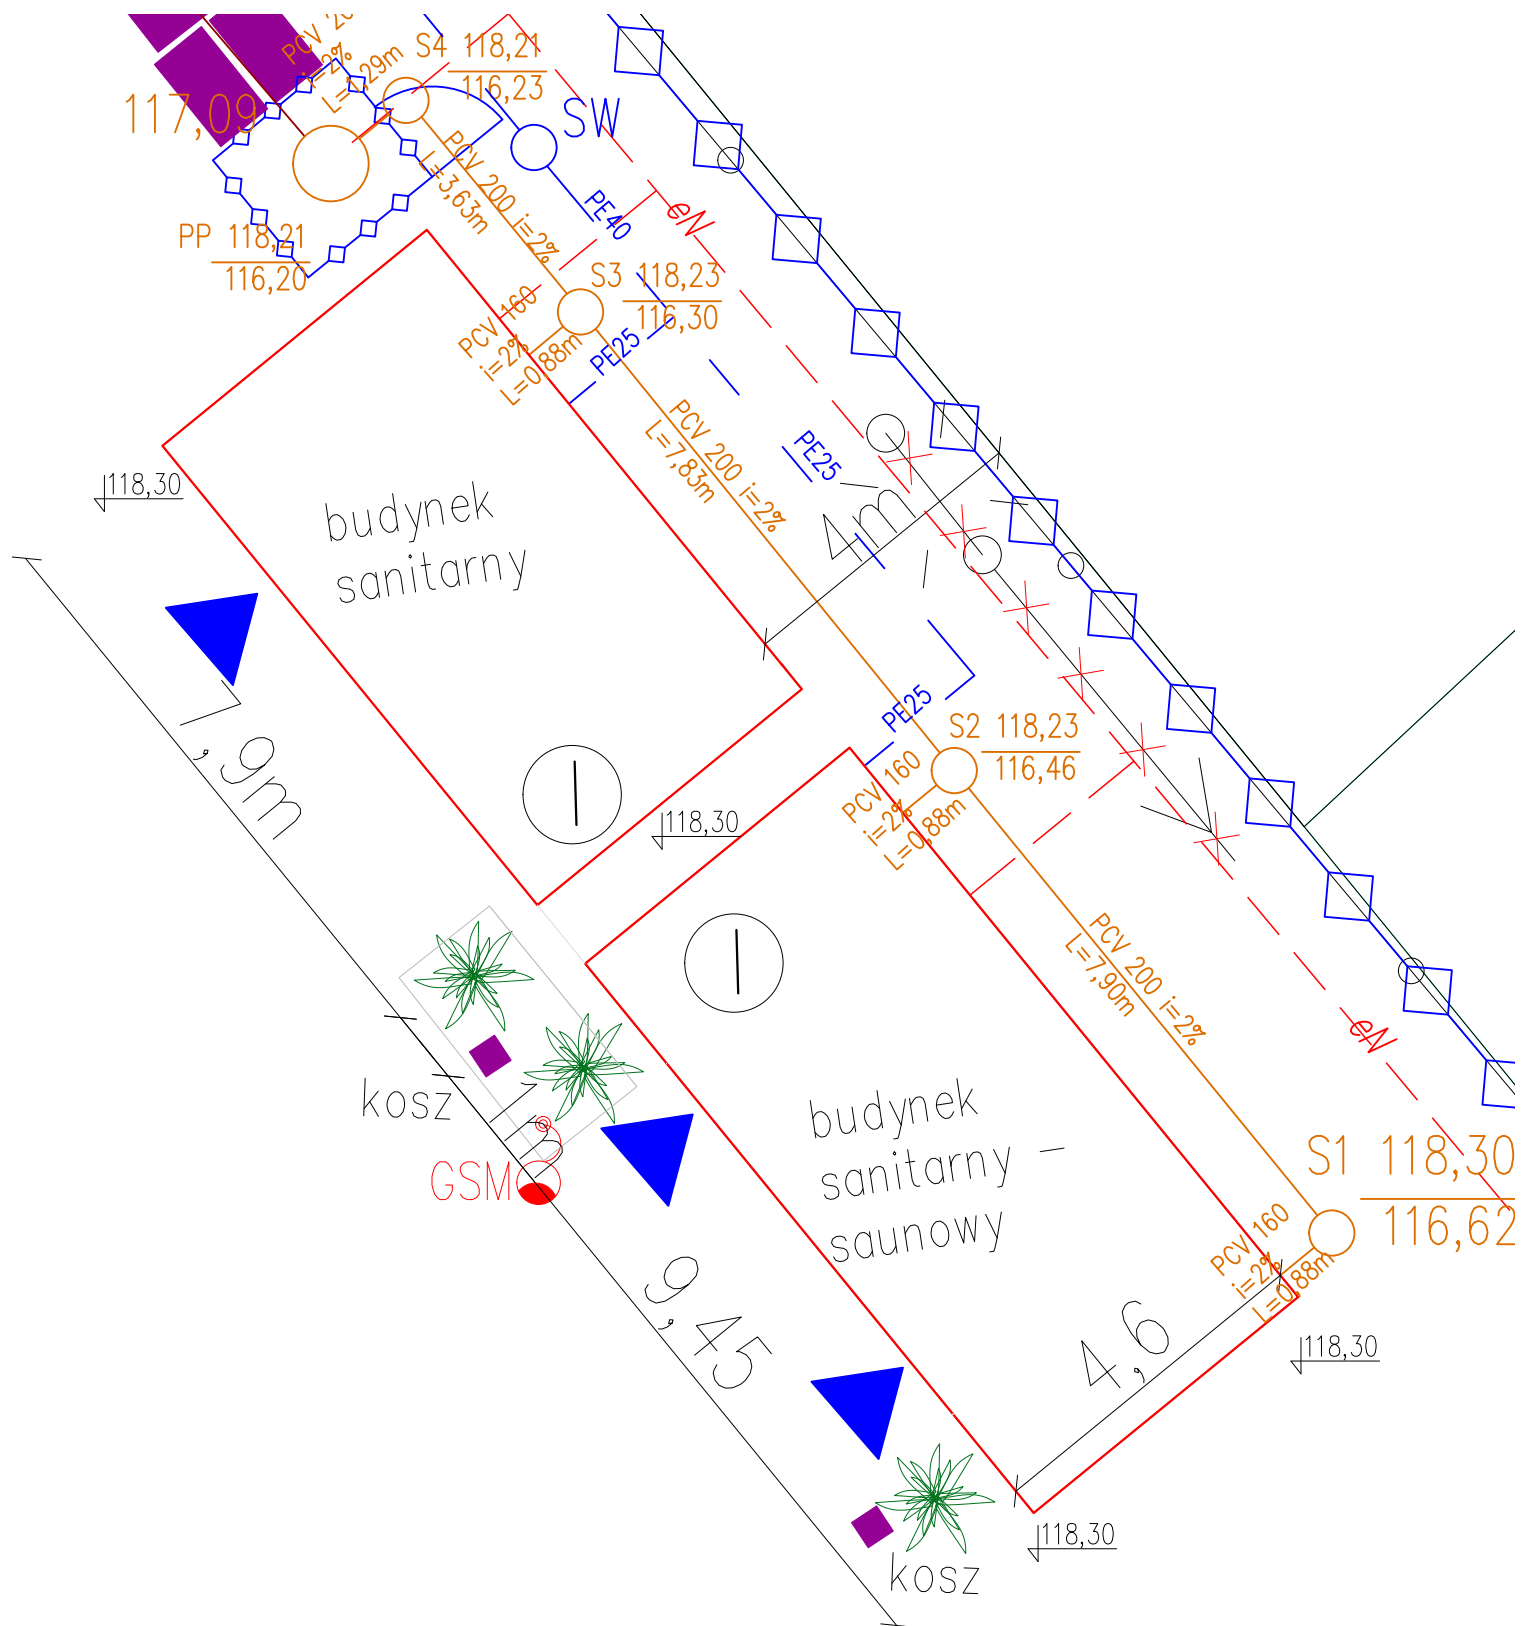 PCV 20
i=2%
L=1,29m
S4 118,21
116,23
117,09
SW
PCV 200 i=2%
L=3,63m
PE40
eN
PP 118,21
116,20
S3 118,23
116,30
PCV 160
i=2%
L=0,88m
PE25
PCV 200 i=2%
L=7,83m
PE25
4m
118,30
budynek
sanitarny
7,9m
PE25
S2 118,23
116,46
PCV 160
i=2%
L=0,88m
I
118,30
I
PCV 200 i=2%
L=7,90m
eN
kosz
1m
GSM
budynek
sanitarny –
saunowy
S1 118,30
116,62
PCV 160
i=2%
L=0,88m
9,45
4,6
118,30
118,30
kosz